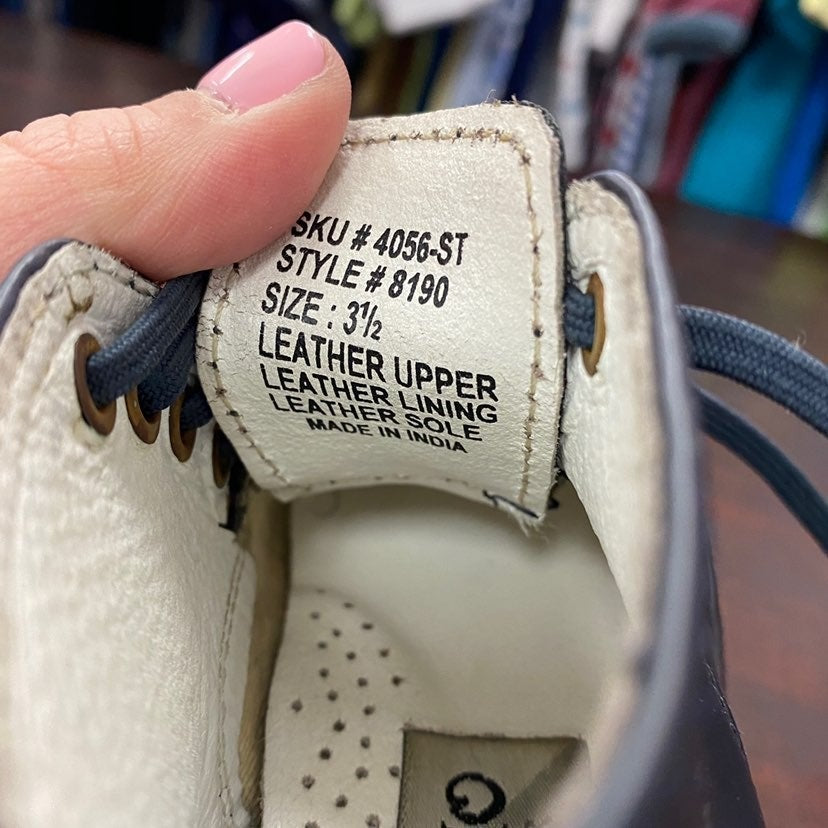 SKU # 4056-ST
STYLE # 8190
SIZE : 3½
LEATHER UPPER
LEATHER LINING
LEATHER SOLE
MADE IN INDIA